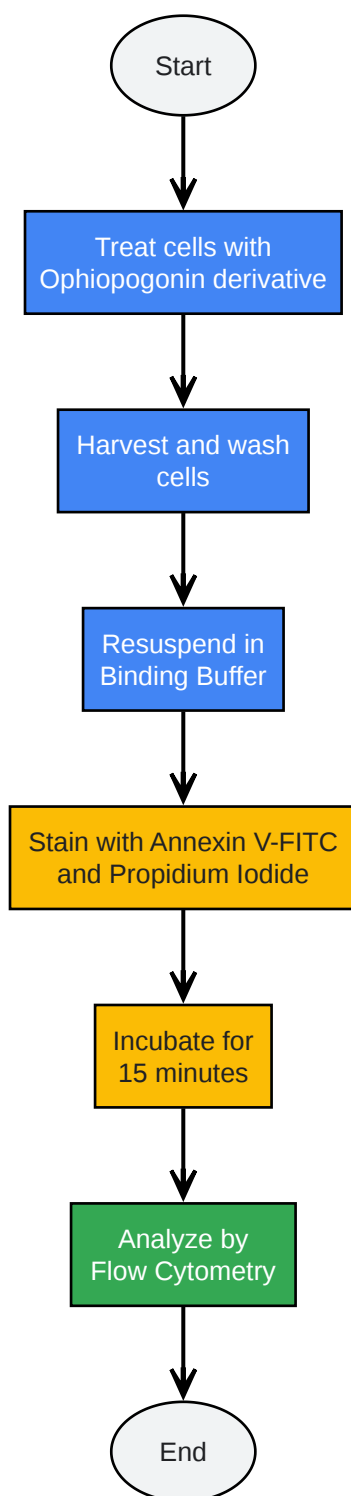 Start
Treat cells with
Ophiopogonin derivative
Harvest and wash
cells
Resuspend in
Binding Buffer
Stain with Annexin V-FITC
and Propidium Iodide
Incubate for
15 minutes
Analyze by
Flow Cytometry
End